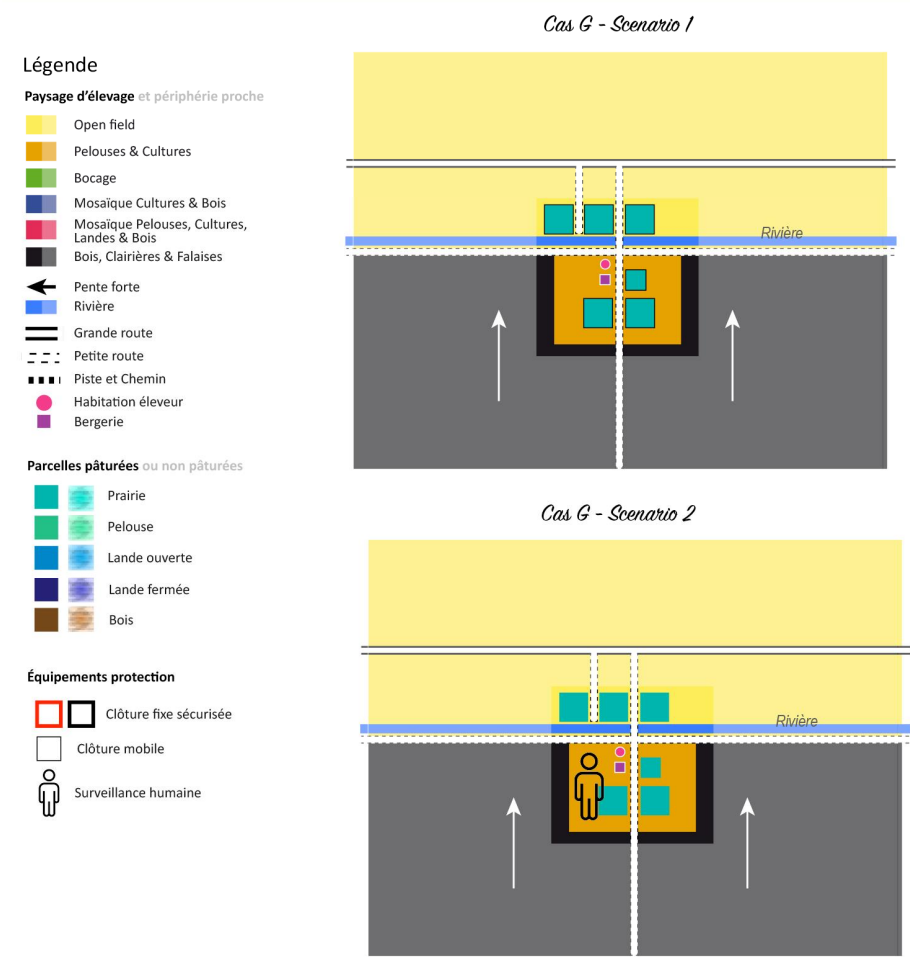 Cas G - Scenario 1
Légende
Paysage d'élevage et périphérie proche
Open field
Pelouses & Cultures
Bocage
Mosaïque Cultures & Bois
Mosaïque Pelouses, Cultures,
Landes & Bois
Bois, Clairières & Falaises
Pente forte
Rivière
Grande route
Petite route
Piste et Chemin
Habitation éleveur
Bergerie
Rivière
Parcelles pâturées ou non pâturées
Prairie
Pelouse
Lande ouverte
Lande fermée
Bois
Équipements protection
Clôture fixe sécurisée
Clôture mobile
Surveillance humaine
Cas G - Scenario 2
Rivière